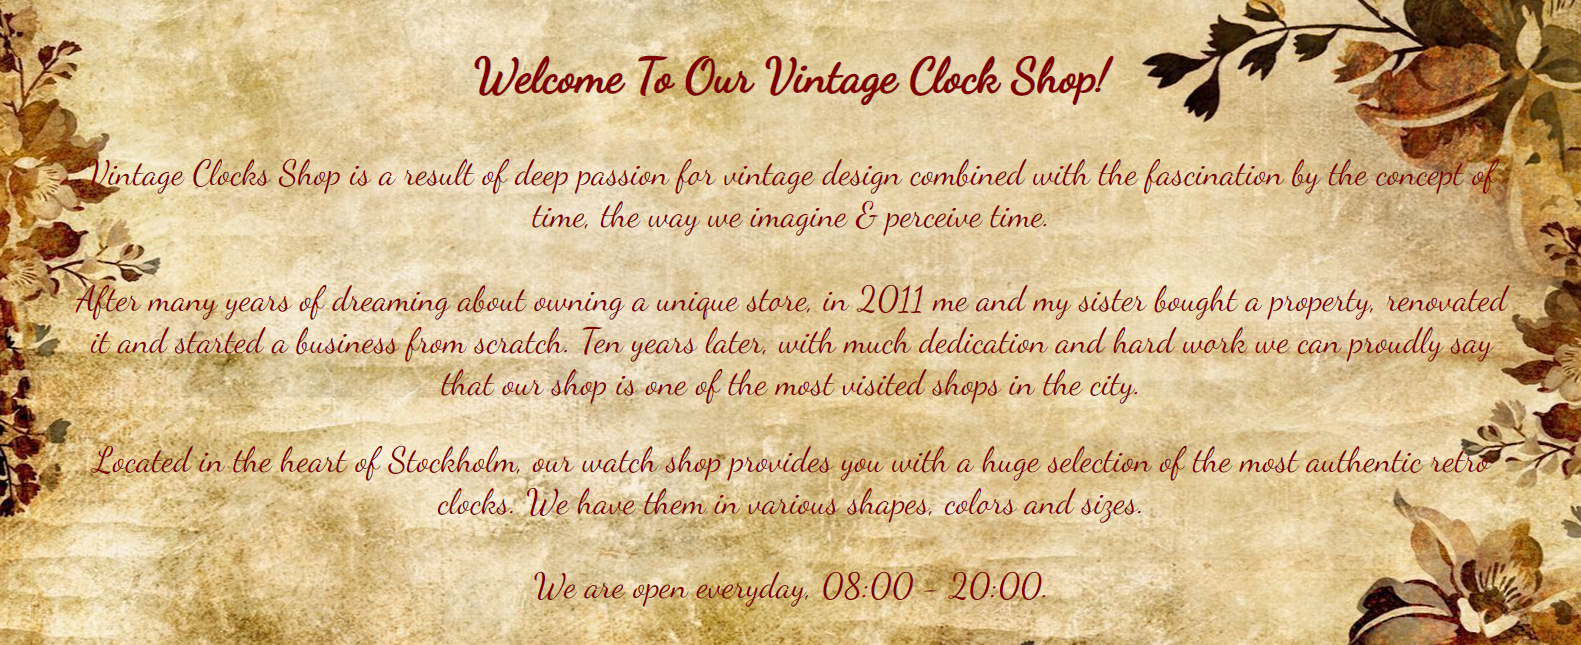 Welcome To Our Vintage Clock Shop!
Vintage Clocks Shop is a result of deep passion for vintage design combined with the fascination by the concept of
time, the way we imagine & perceive time.
After many years of dreaming about owning a unique store, in 2011 me and my sister bought a property, renovated
it and started a business from scratch. Ten years later, with much dedication and hard work we can proudly say
that our shop is one of the most visited shops in the city.
Located in the heart of Stockholm, our watch shop provides you with a huge selection of the most authentic retro
clocks. We have them in various shapes, colors and sizes.
We are open everyday, 08:00 - 20:00.